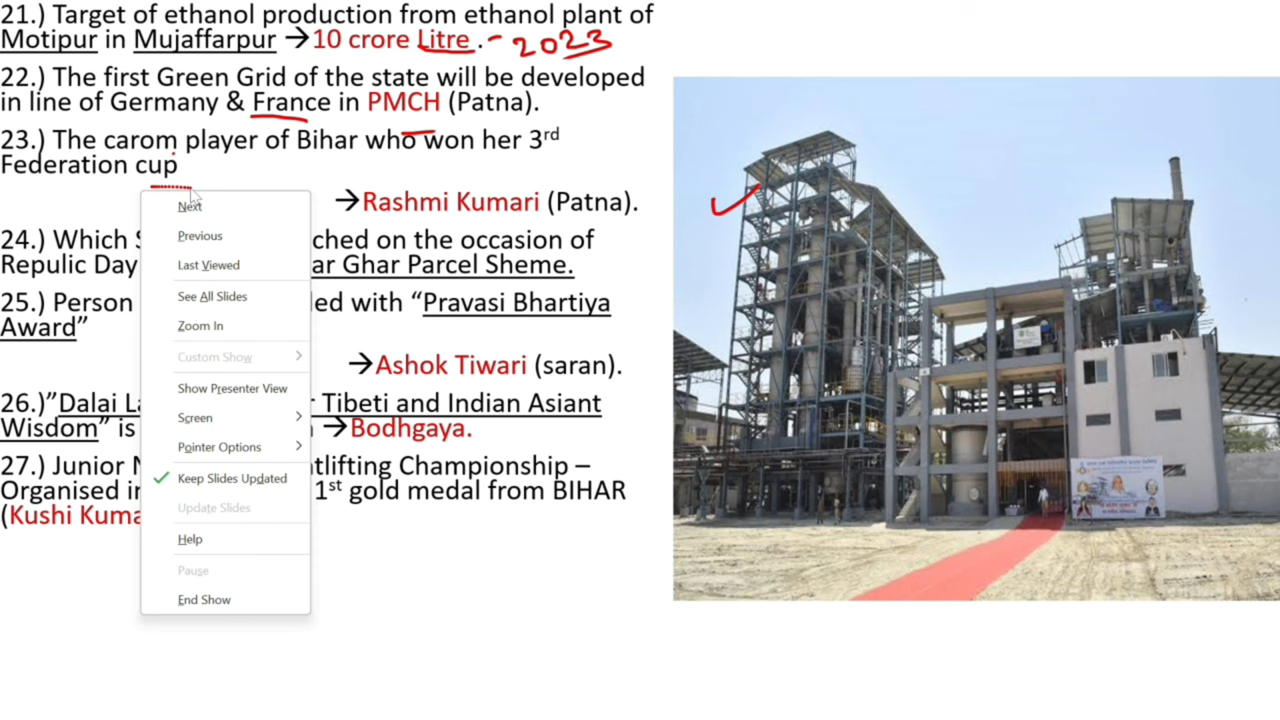 21.) Target of ethanol production from ethanol plant of
Motipur in Mujaffarpur →10 crore Litre . - 2023
22.) The first Green Grid of the state will be developed
in line of Germany & France in PMCH (Patna).
23.) The carom player of Bihar who won her 3rd
Federation cup
→Rashmi Kumari (Patna).
24.) Which S ched on the occasion of
Repulic Day ar Ghar Parcel Sheme.
25.) Person led with “Pravasi Bhartiya
Award”
→Ashok Tiwari (saran).
26.)”Dalai La r Tibeti and Indian Asiant
Wisdom” is →Bodhgaya.
27.) Junior N tlifting Championship –
Organised in 1st gold medal from BIHAR
(Kushi Kuma
Next
Previous
Last Viewed
See All Slides
Zoom In
Custom Show
Show Presenter View
Screen
Pointer Options
Keep Slides Updated
Update Slides
Help
Pause
End Show